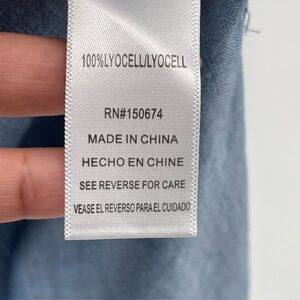 100%LYOCELL/LYOCELL
RN#150674
MADE IN CHINA
HECHO EN CHINE
SEE REVERSE FOR CARE
VEASE EL REVERSO PARA EL CUIDADO